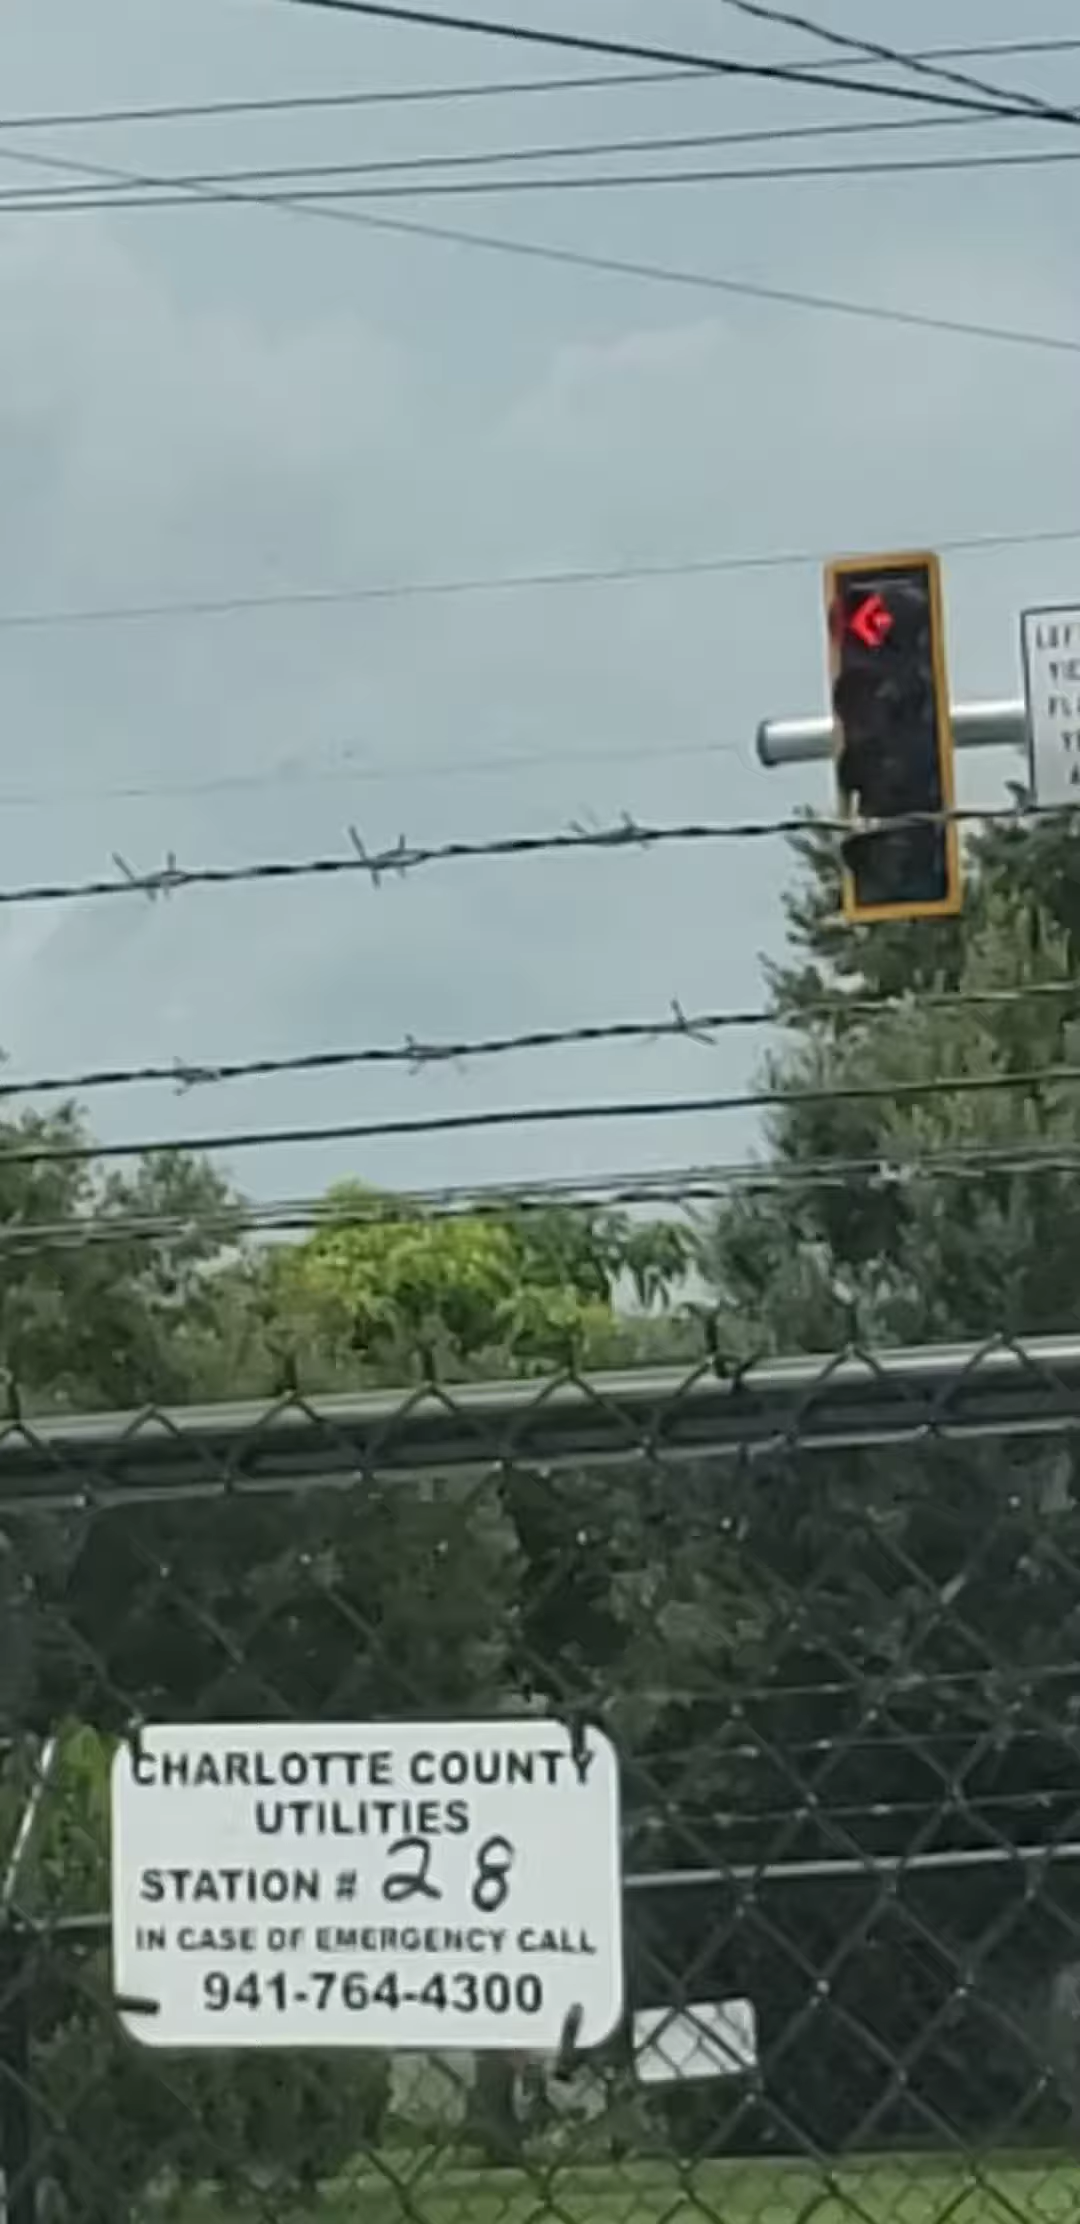 CHARLOTTE COUNTY
UTILITIES
STATION # 28
IN CASE OF EMERGENCY CALL
941-764-4300